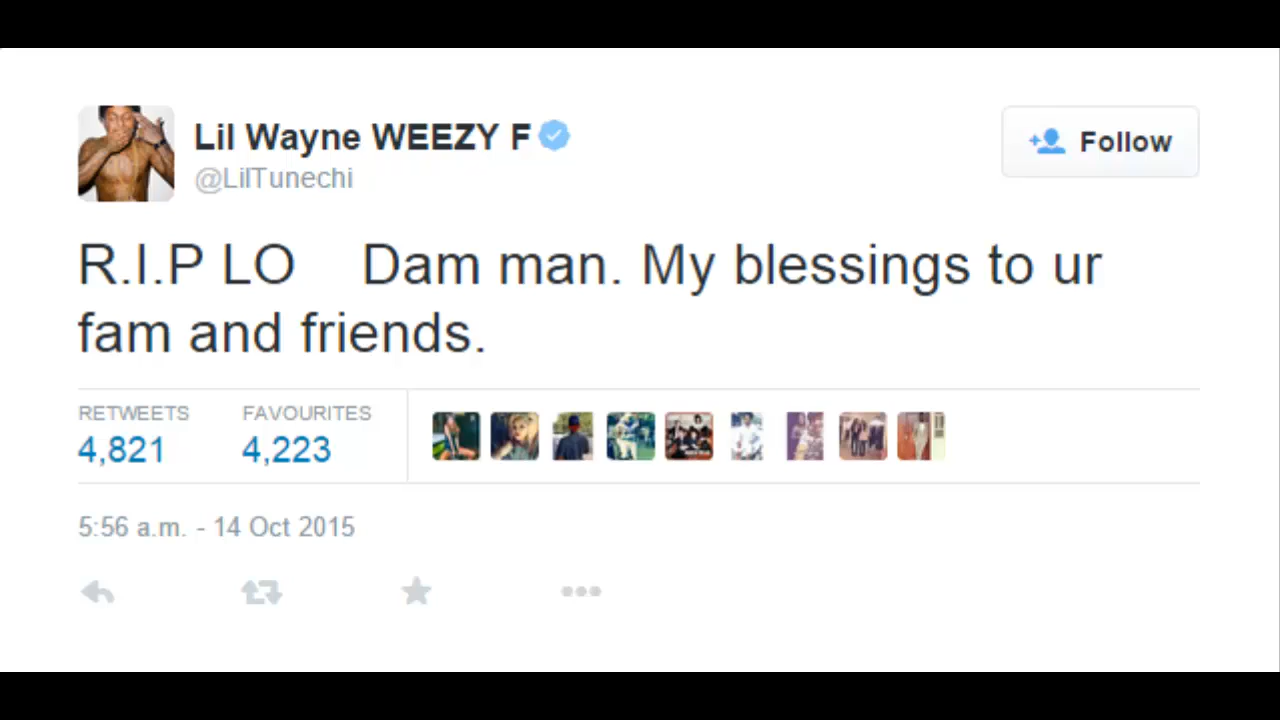 Lil Wayne WEEZY F
@LilTunechi
Follow
R.I.P LO Dam man. My blessings to ur
fam and friends.
RETWEETS FAVOURITES
4,821 4,223
5:56 a.m. - 14 Oct 2015